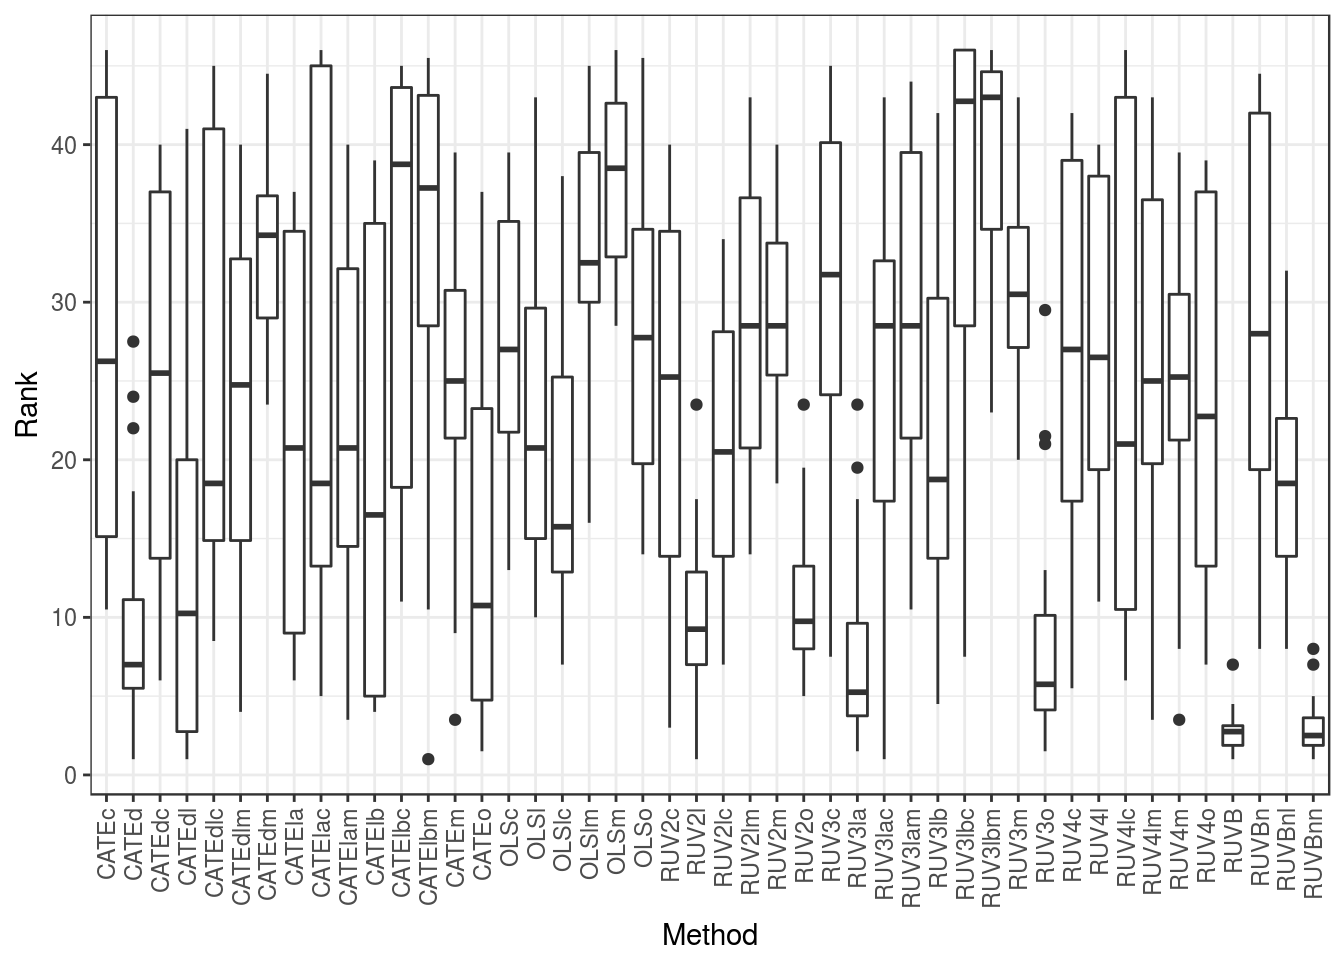 Rank
40
30
20
10
0
CATEc
CATEd
CATEdc
CATEdl
CATEdlc
CATEdlm
CATEdm
CATEla
CATElac
CATElam
CATElb
CATElbc
CATElbm
CATEm
CATEo
OLSc
OLSl
OLSlc
OLSlm
OLSm
OLSo
RUV2c
RUV2l
RUV2lc
RUV2lm
RUV2m
RUV2o
RUV3c
RUV3la
RUV3lac
RUV3lam
RUV3lb
RUV3lbc
RUV3lbm
RUV3m
RUV3o
RUV4c
RUV4l
RUV4lc
RUV4lm
RUV4m
RUV4o
RUVB
RUVBn
RUVBnl
RUVBnn
Method